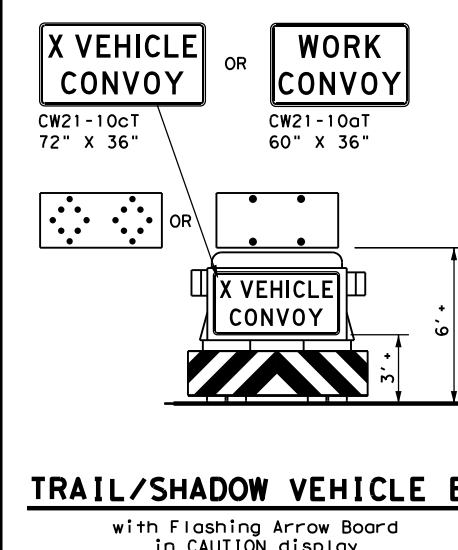 X VEHICLE
CONVOY
OR
WORK
CONVOY
CW21-10cT
72" X 36"
CW21-10aT
60" X 36"
OR
X VEHICLE
CONVOY
6' +
3' +
TRAIL/SHADOW VEHICLE B
with Flashing Arrow Board
in CAUTION display